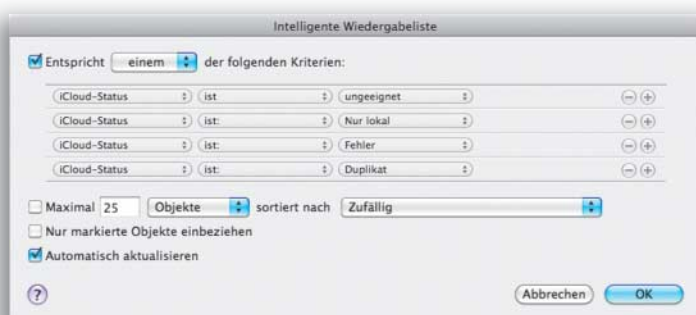 Intelligente Wiedergabeliste
Entspricht einem der folgenden Kriterien:
iCloud-Status ist ungeeignet
iCloud-Status ist: Nur lokal
iCloud-Status ist: Fehler
iCloud-Status ist: Duplikat
Maximal 25 Objekte sortiert nach Zufällig
Nur markierte Objekte einbeziehen
Automatisch aktualisieren
? Abbrechen OK